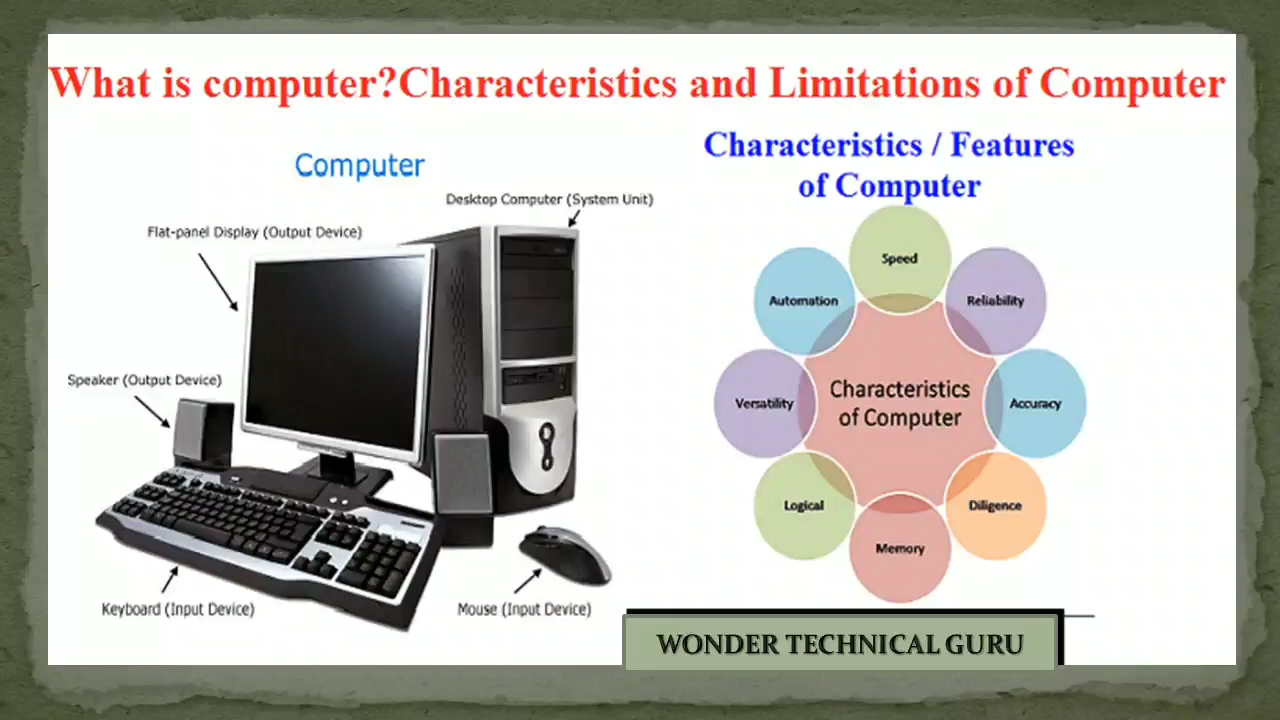 What is computer?Characteristics and Limitations of Computer
Computer
Desktop Computer (System Unit)
Flat-panel Display (Output Device)
Speaker (Output Device)
Keyboard (Input Device)
Mouse (Input Device)
Characteristics / Features
of Computer
Speed
Reliability
Accuracy
Diligence
Memory
Logical
Versatility
Automation
Characteristics
of Computer
WONDER TECHNICAL GURU